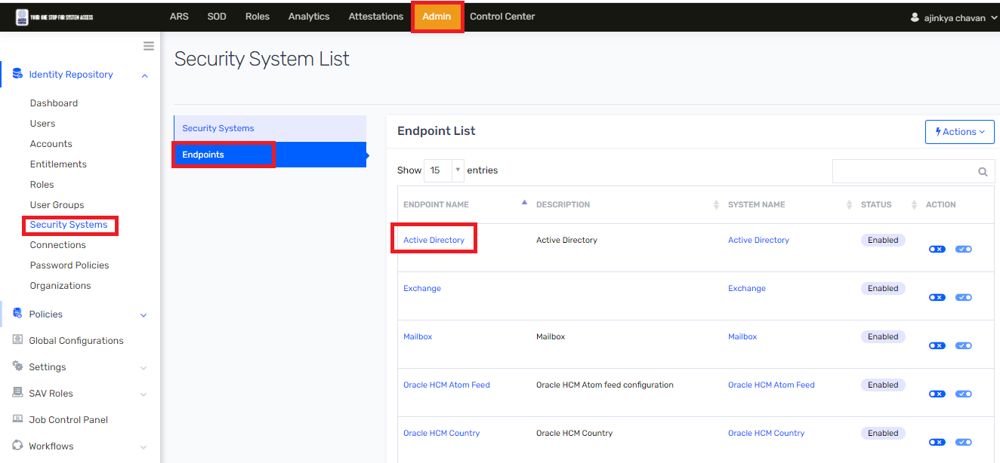 YOUR ONE STOP FOR SYSTEM ACCESS
ARS SOD Roles Analytics Attestations Admin Control Center ajinkya chavan
Security System List
Identity Repository
Dashboard
Users
Accounts
Entitlements
Roles
User Groups
Security Systems
Connections
Password Policies
Organizations
Policies
Global Configurations
Settings
SAV Roles
Job Control Panel
Workflows
Security Systems
Endpoints
Endpoint List
Actions
Show 15 entries
ENDPOINT NAME DESCRIPTION SYSTEM NAME STATUS ACTION
Active Directory Active Directory Active Directory Enabled
Exchange Exchange Enabled
Mailbox Mailbox Mailbox Enabled
Oracle HCM Atom Feed Oracle HCM Atom feed configuration Oracle HCM Atom Feed Enabled
Oracle HCM Country Oracle HCM Country Oracle HCM Country Enabled